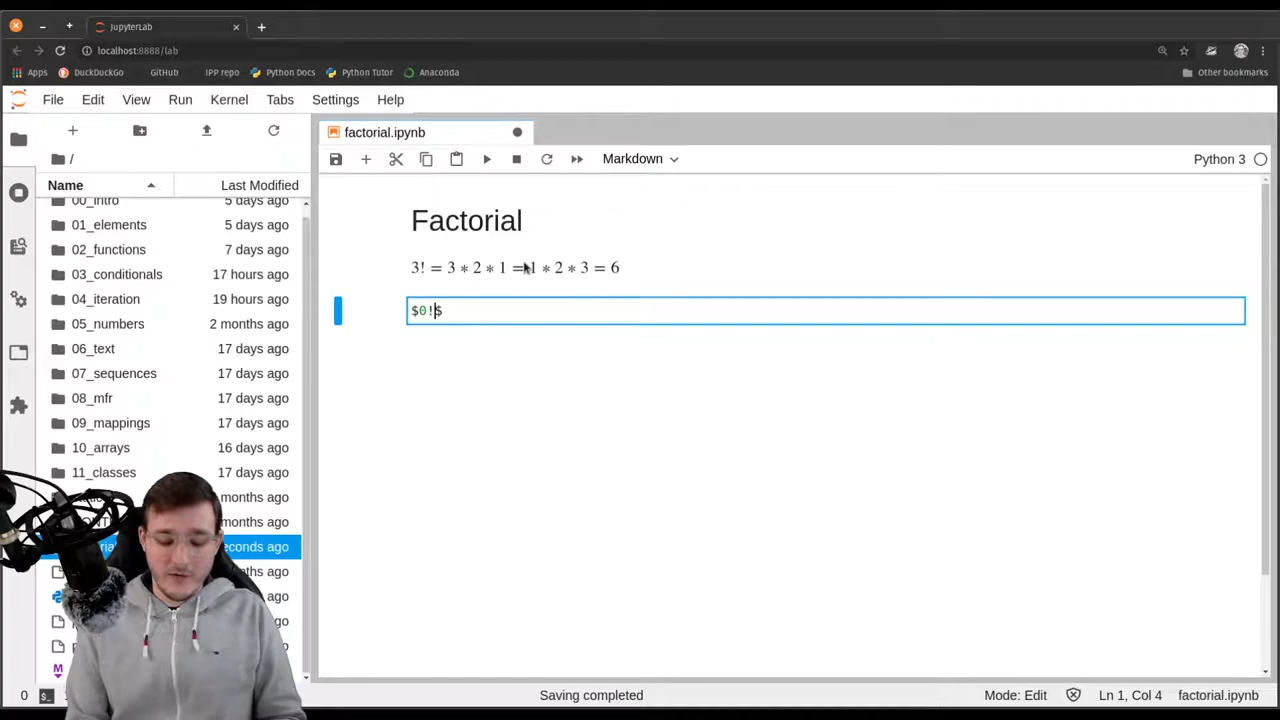 JupyterLab
localhost:8888/lab
Apps DuckDuckGo GitHub IPP repo Python Docs Python Tutor Anaconda Other bookmarks
File Edit View Run Kernel Tabs Settings Help
factorial.ipynb
Markdown Python 3
/
Name Last Modified
00_intro 5 days ago
01_elements 5 days ago
02_functions 7 days ago
03_conditionals 17 hours ago
04_iteration 19 hours ago
05_numbers 2 months ago
06_text 17 days ago
07_sequences 17 days ago
08_mfr 17 days ago
09_mappings 17 days ago
10_arrays 16 days ago
11_classes 17 days ago
months ago
months ago
econds ago
ths ago
ago
ago
ago
M ago
Factorial
3! = 3 ∗ 2 ∗ 1 = 1 ∗ 2 ∗ 3 = 6
$0!$
0 $_ Saving completed Mode: Edit Ln 1, Col 4 factorial.ipynb